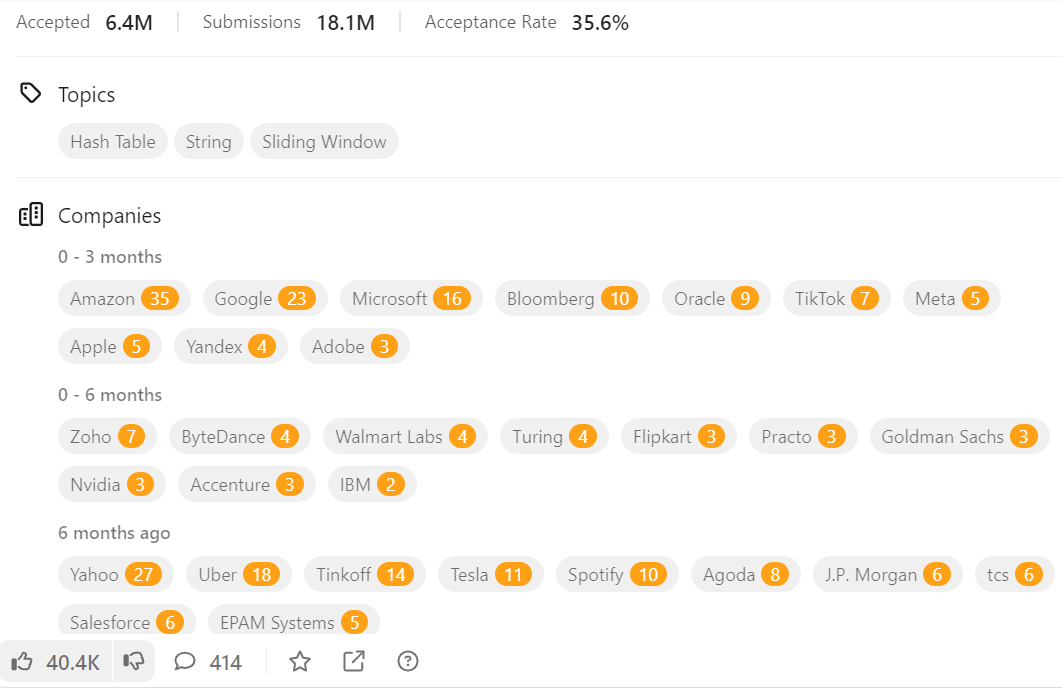 Accepted 6.4M Submissions 18.1M Acceptance Rate 35.6%
Topics
Hash Table String Sliding Window
Companies
0 - 3 months
Amazon 35 Google 23 Microsoft 16 Bloomberg 10 Oracle 9 TikTok 7 Meta 5
Apple 5 Yandex 4 Adobe 3
0 - 6 months
Zoho 7 ByteDance 4 Walmart Labs 4 Turing 4 Flipkart 3 Practo 3 Goldman Sachs 3
Nvidia 3 Accenture 3 IBM 2
6 months ago
Yahoo 27 Uber 18 Tinkoff 14 Tesla 11 Spotify 10 Agoda 8 J.P. Morgan 6 tcs 6
Salesforce 6 EPAM Systems 5
40.4K 414